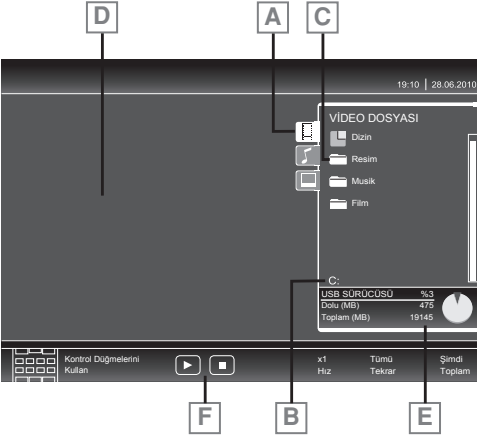 D
A
C
19:10 | 28.06.2010
VİDEO DOSYASI
Dizin
Resim
Musik
Film
C:
USB SÜRÜCÜSÜ %3
Dolu (MB) 475
Toplam (MB) 19145
Kontrol Düğmelerini
Kullan
x1 Tümü Şimdi
Hız Tekrar Toplam
F
B
E